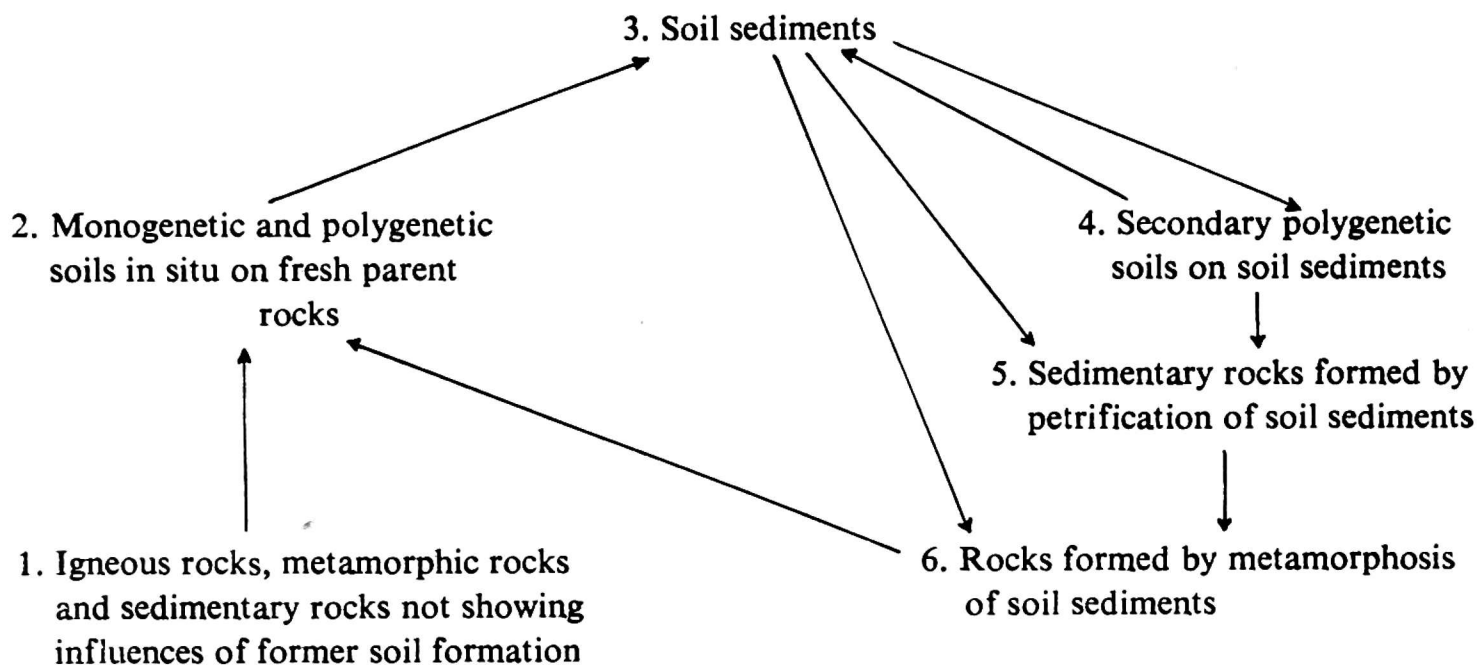 3. Soil sediments
2. Monogenetic and polygenetic
soils in situ on fresh parent
rocks
4. Secondary polygenetic
soils on soil sediments
5. Sedimentary rocks formed by
petrification of soil sediments
1. Igneous rocks, metamorphic rocks
and sedimentary rocks not showing
influences of former soil formation
6. Rocks formed by metamorphosis
of soil sediments